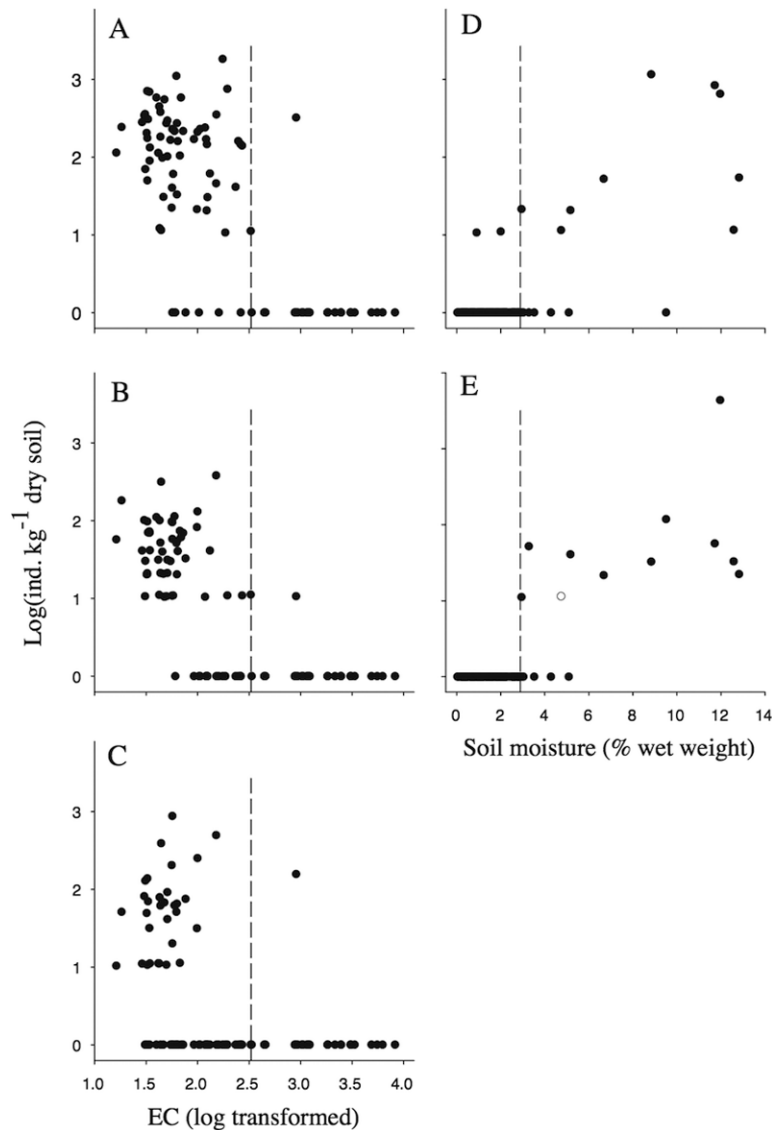 A
3
2
1
0
D
B
3
2
1
0
E
Log(ind. kg-1 dry soil)
0 2 4 6 8 10 12 14
Soil moisture (% wet weight)
C
3
2
1
0
1.0 1.5 2.0 2.5 3.0 3.5 4.0
EC (log transformed)